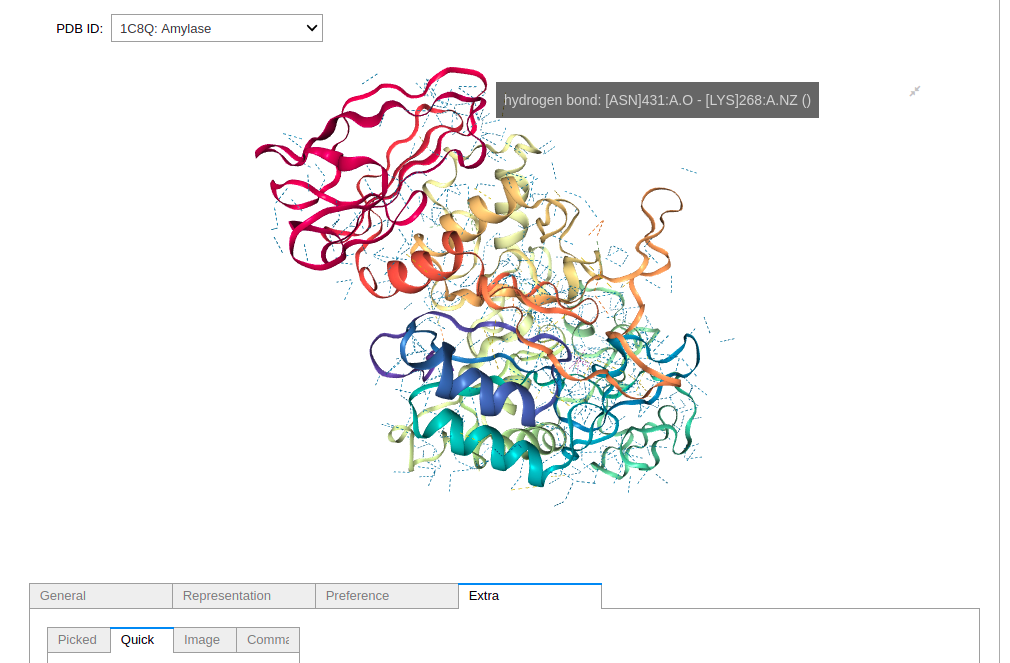 PDB ID: 1C8Q: Amylase
hydrogen bond: [ASN]431:A.O - [LYS]268:A.NZ ()
General Representation Preference Extra
Picked Quick Image Comma